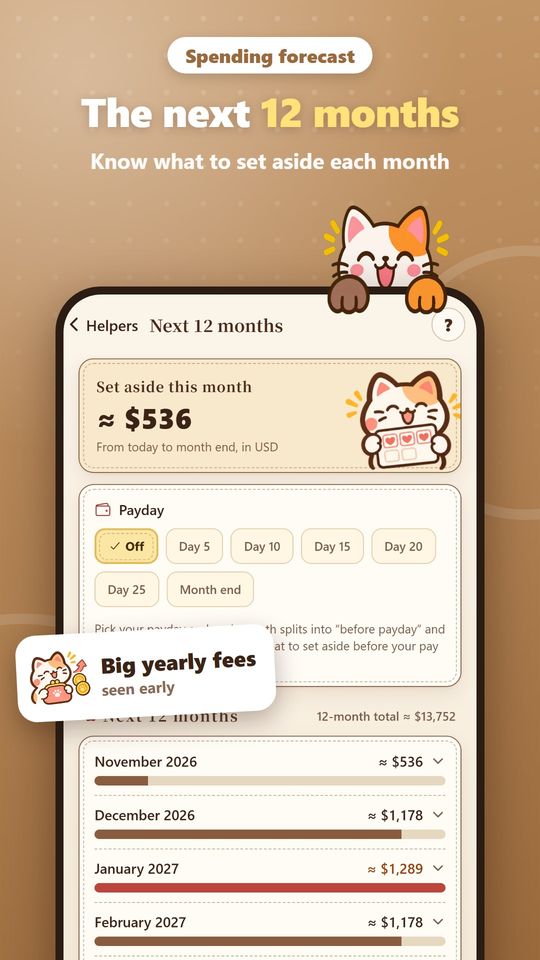 Spending forecast
The next 12 months
Know what to set aside each month
Helpers Next 12 months ?
Set aside this month
≈ $536
From today to month end, in USD
Payday
Off Day 5 Day 10 Day 15 Day 20
Day 25 Month end
Pick your payday splits into “before payday” and
at to set aside before your pay
Big yearly fees
seen early
Next 12 months 12-month total ≈ $13,752
November 2026 ≈ $536
December 2026 ≈ $1,178
January 2027 ≈ $1,289
February 2027 ≈ $1,178